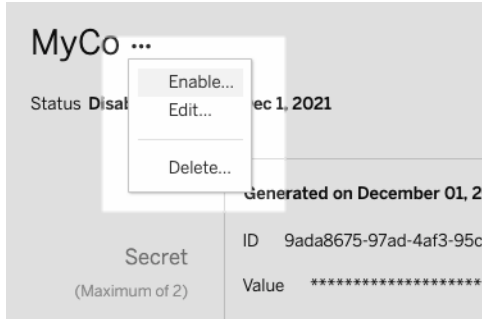 MyCo ...
Enable...
Status Disab ec 1, 2021
Edit...
Delete...
Generated on December 01, 2
ID 9ada8675-97ad-4af3-95c
Secret
(Maximum of 2)
Value *********************